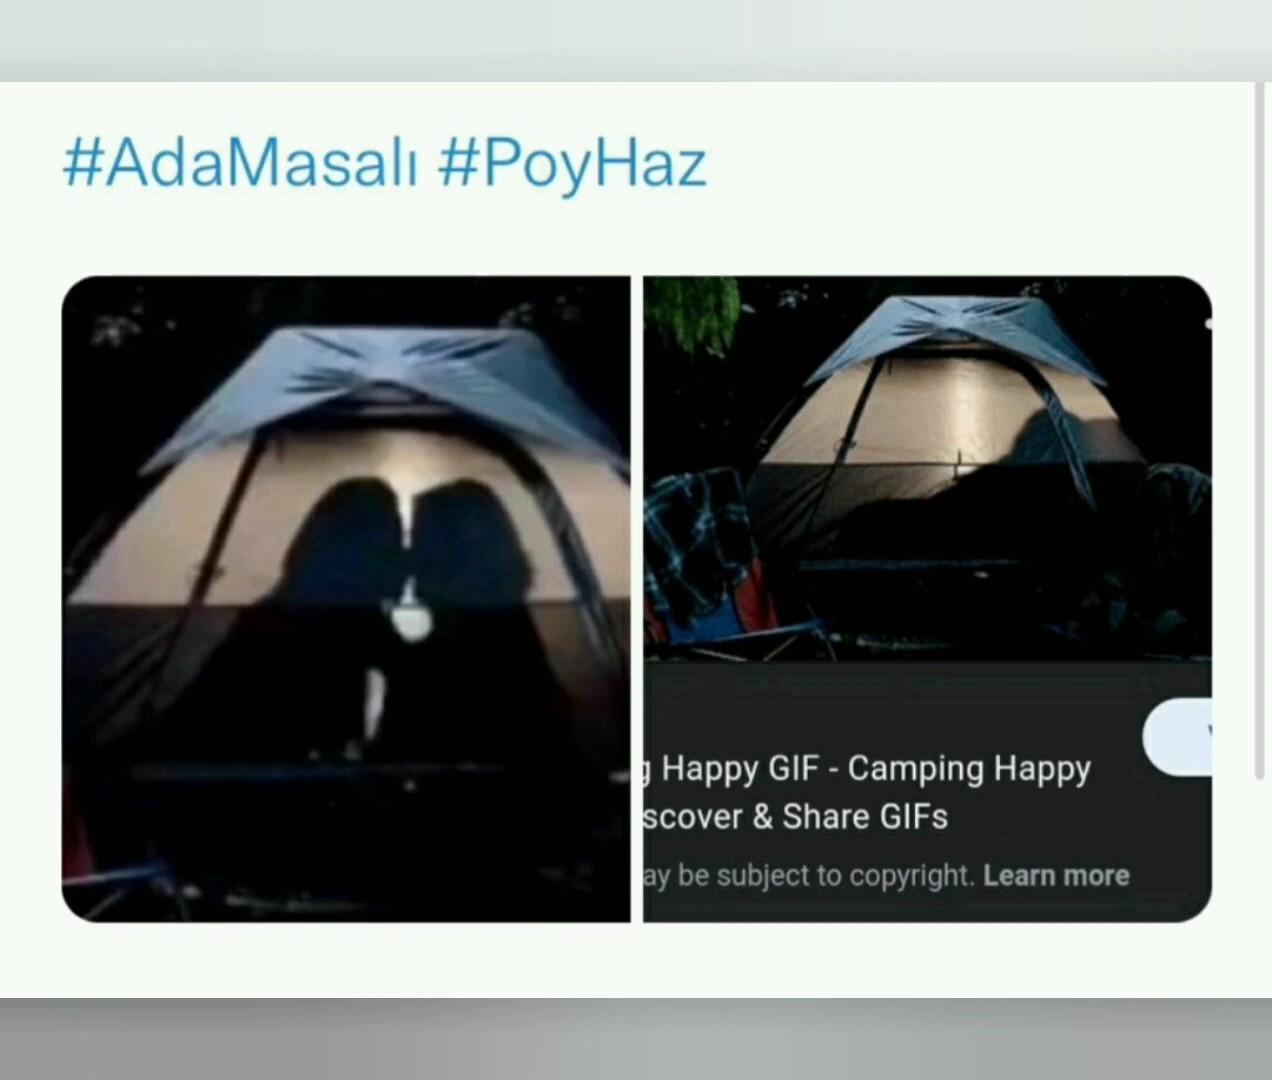 #AdaMasalı #PoyHaz
Happy GIF - Camping Happy
scover & Share GIFs
ay be subject to copyright. Learn more